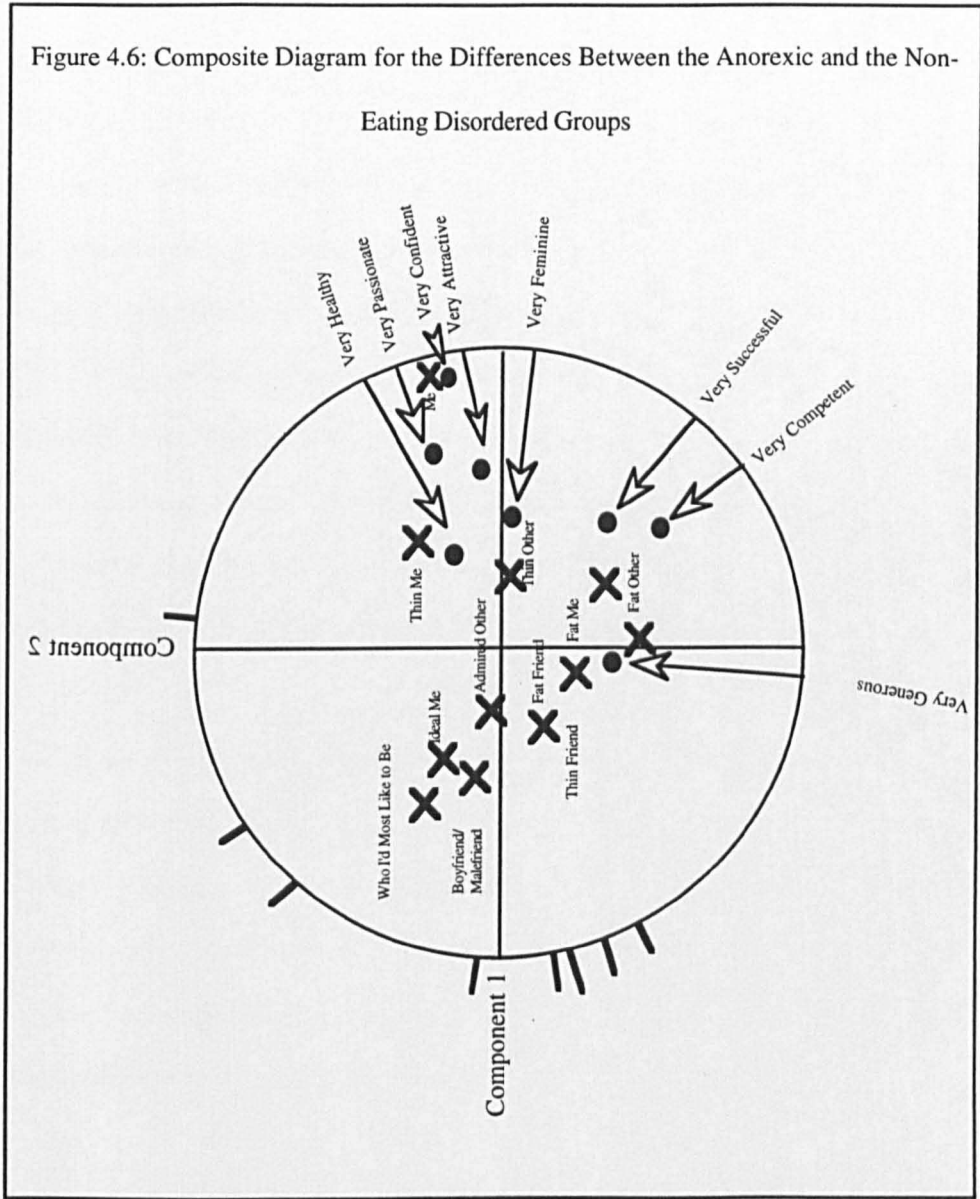 Figure 4.6: Composite Diagram for the Differences Between the Anorexic and the Non-
Eating Disordered Groups
Very Healthy
Very Passionate
Very Confident
Very Attractive
Very Feminine
Very Successful
Very Competent
Me
Thin Me
Thin Other
Fat Other
Fat Me
Admired Other
Fat Friend
Component 2
Very Generous
Ideal Me
Thin Friend
Who I'd Most Like to Be
Boyfriend/
Malefriend
Component 1